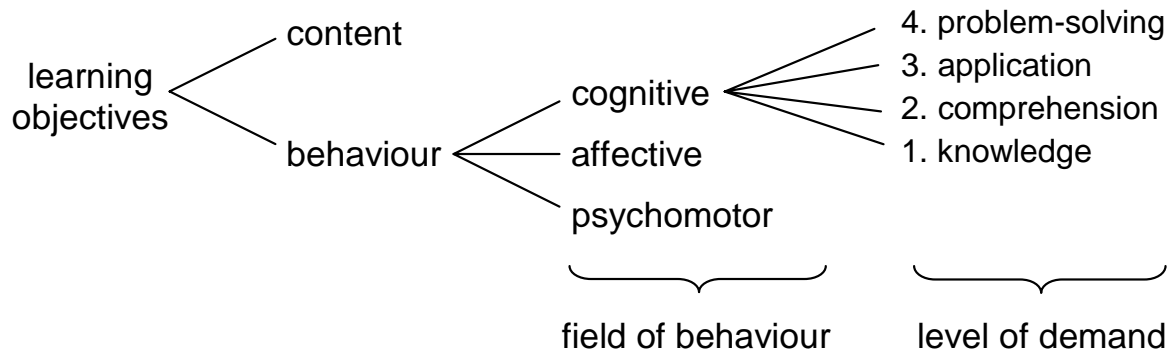 learning
objectives
content
behaviour
cognitive
affective
psychomotor
4. problem-solving
3. application
2. comprehension
1. knowledge
field of behaviour
level of demand